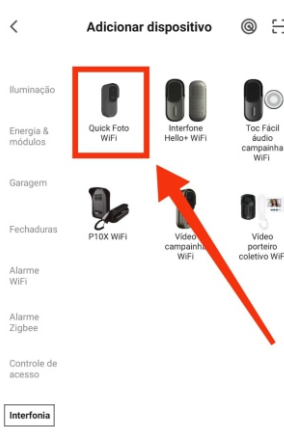 Adicionar dispositivo
Iluminação
Energia &
módulos
Garagem
Fechaduras
Alarme
WiFi
Alarme
Zigbee
Controle de
acesso
Interfonia
Quick Foto
WiFi
Interfone
Hello+ WiFi
Toc Fácil
áudio
campainha
WiFi
P10X WiFi
Vídeo
campainha
WiFi
Vídeo
porteiro
coletivo WiF